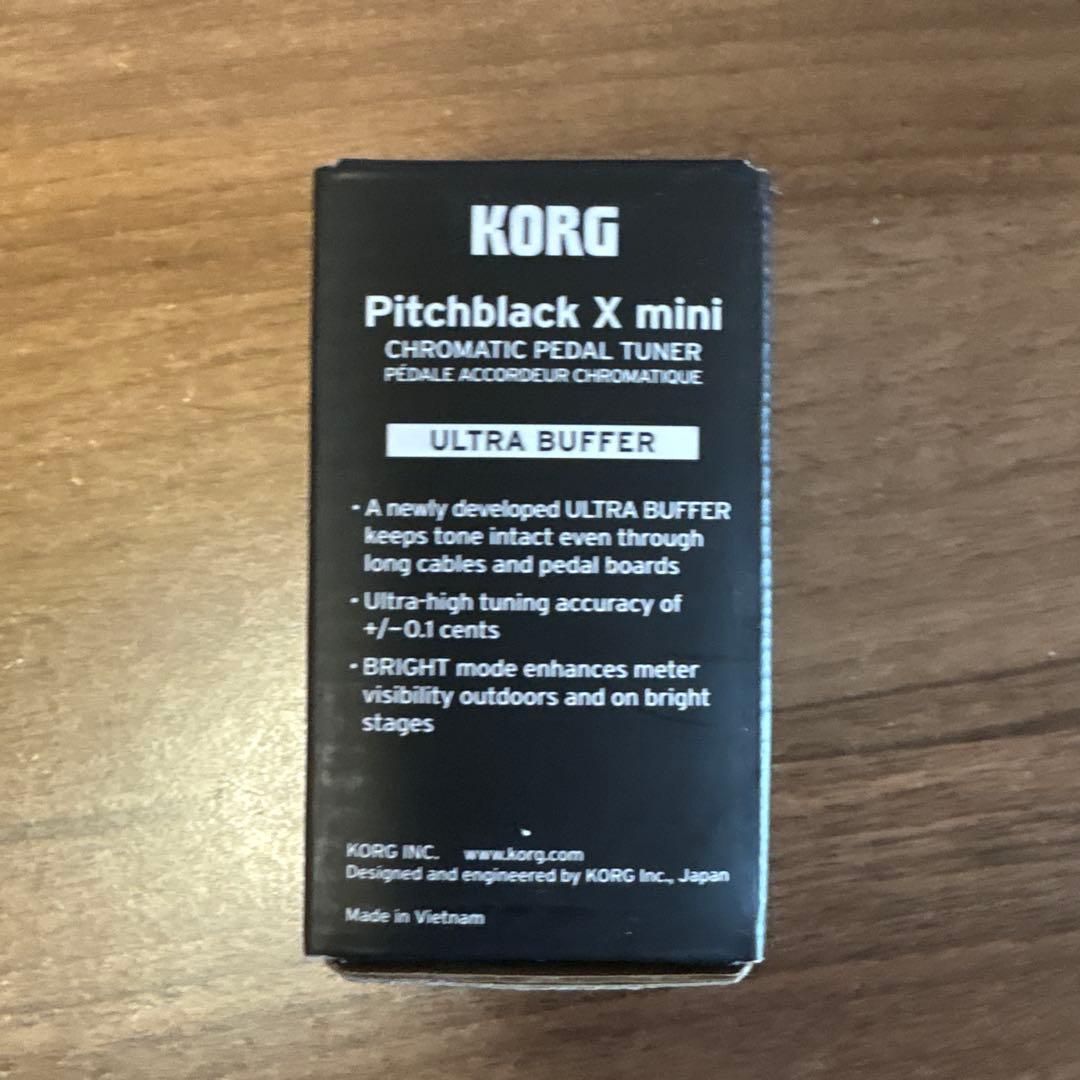 KORG
Pitchblack X mini
CHROMATIC PEDAL TUNER
PÉDALE ACCORDEUR CHROMATIQUE
ULTRA BUFFER
· A newly developed ULTRA BUFFER
keeps tone intact even through
long cables and pedal boards
· Ultra-high tuning accuracy of
+/−0.1 cents
· BRIGHT mode enhances meter
visibility outdoors and on bright
stages
KORG INC. www.korg.com
Designed and engineered by KORG Inc., Japan
Made in Vietnam